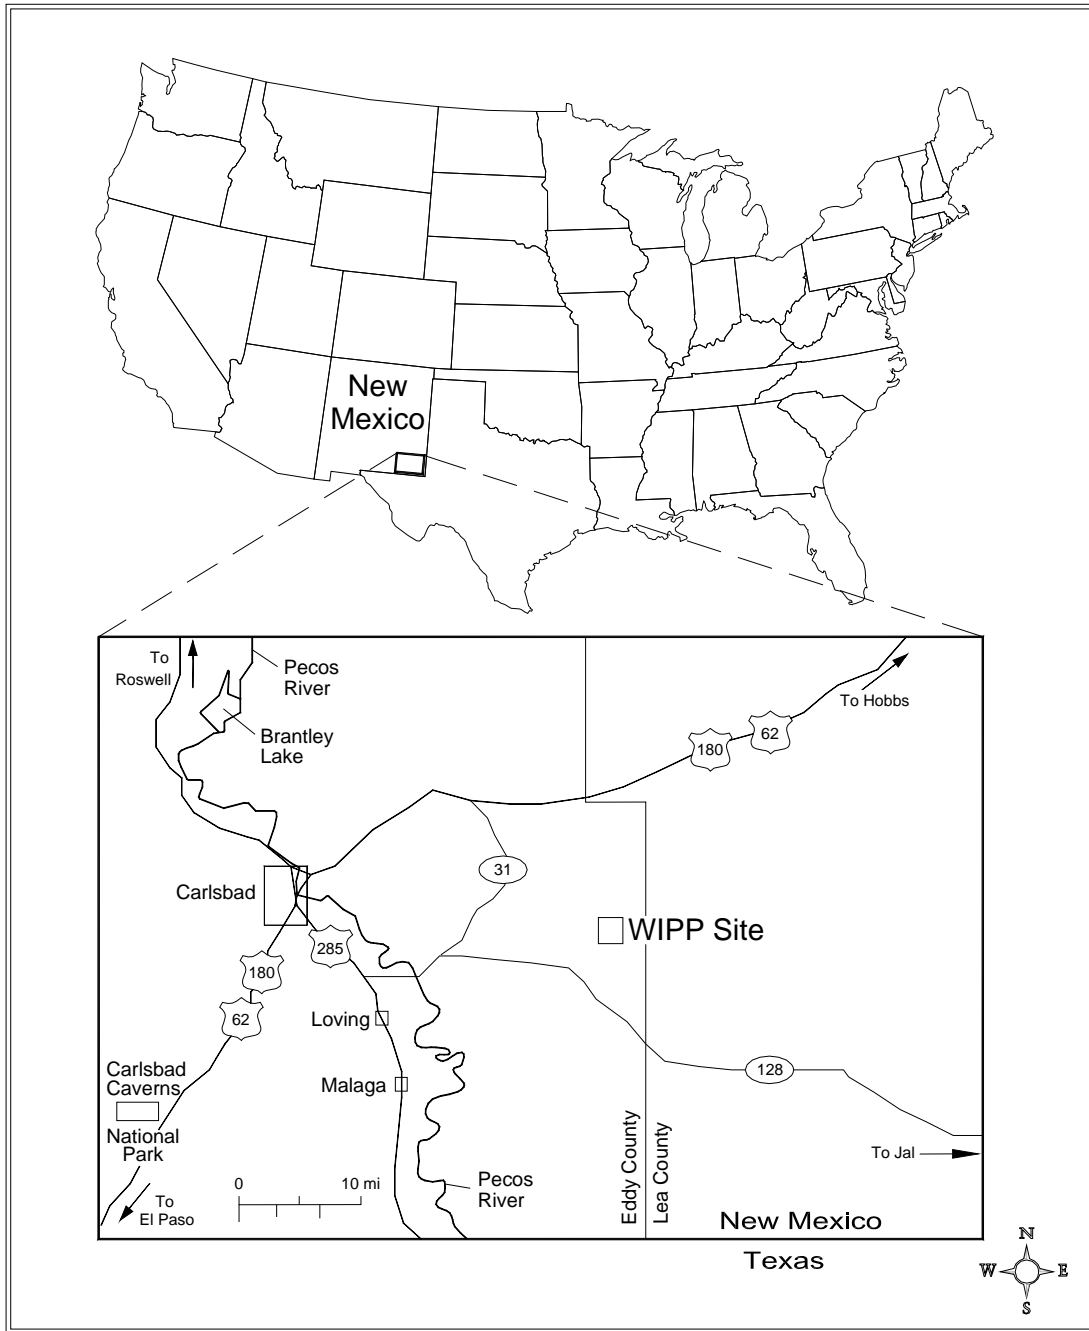 New
Mexico
To
Roswell
Pecos
River
Brantley
Lake
To Hobbs
62
180
31
Carlsbad
WIPP Site
285
180
62
Loving
128
Carlsbad
Caverns
Malaga
National
Park
To Jal
Eddy County
Lea County
0 10 mi
Pecos
River
To
El Paso
New Mexico
Texas
N
W E
S